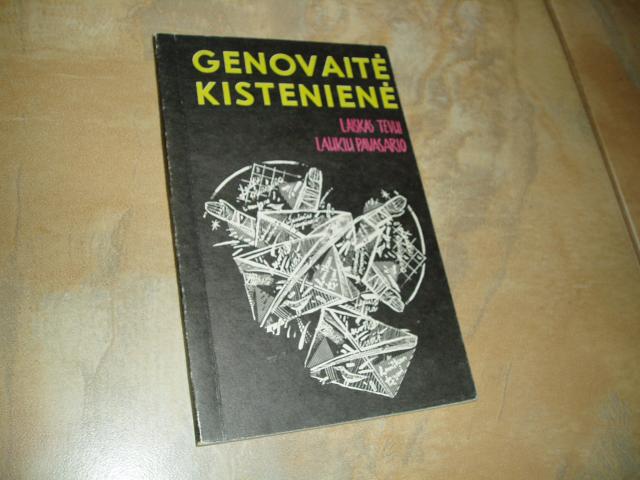 GENOVAITĖ
KISTENIENĖ
LAIŠKAS TĖVUI
LAUKIU PAVASARIO